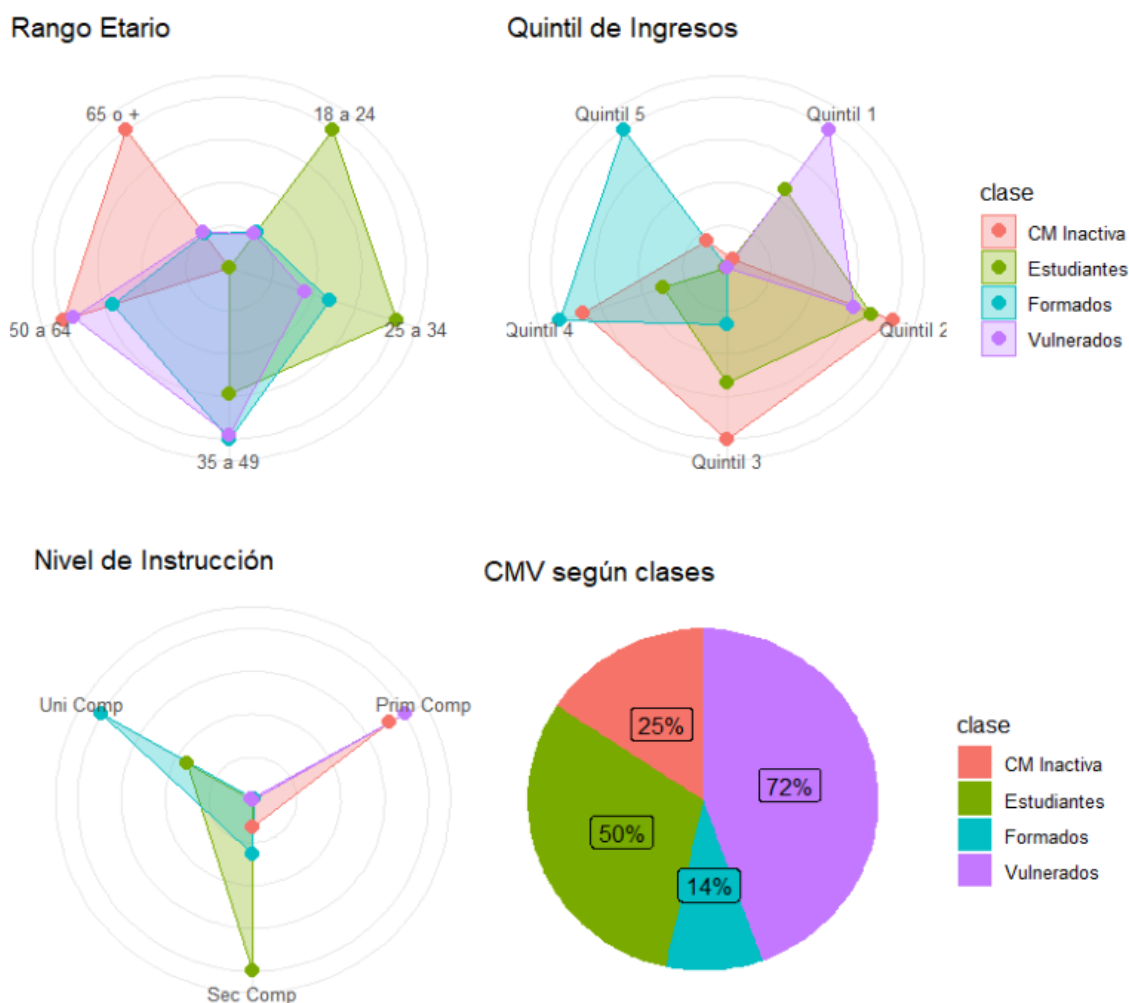 Rango Etario
65 o +
18 a 24
50 a 64
25 a 34
35 a 49
Quintil de Ingresos
Quintil 5
Quintil 1
Quintil 4
Quintil 2
Quintil 3
clase
CM Inactiva
Estudiantes
Formados
Vulnerados
Nivel de Instrucción
Uni Comp
Prim Comp
Sec Comp
CMV según clases
25%
72%
50%
14%
clase
CM Inactiva
Estudiantes
Formados
Vulnerados